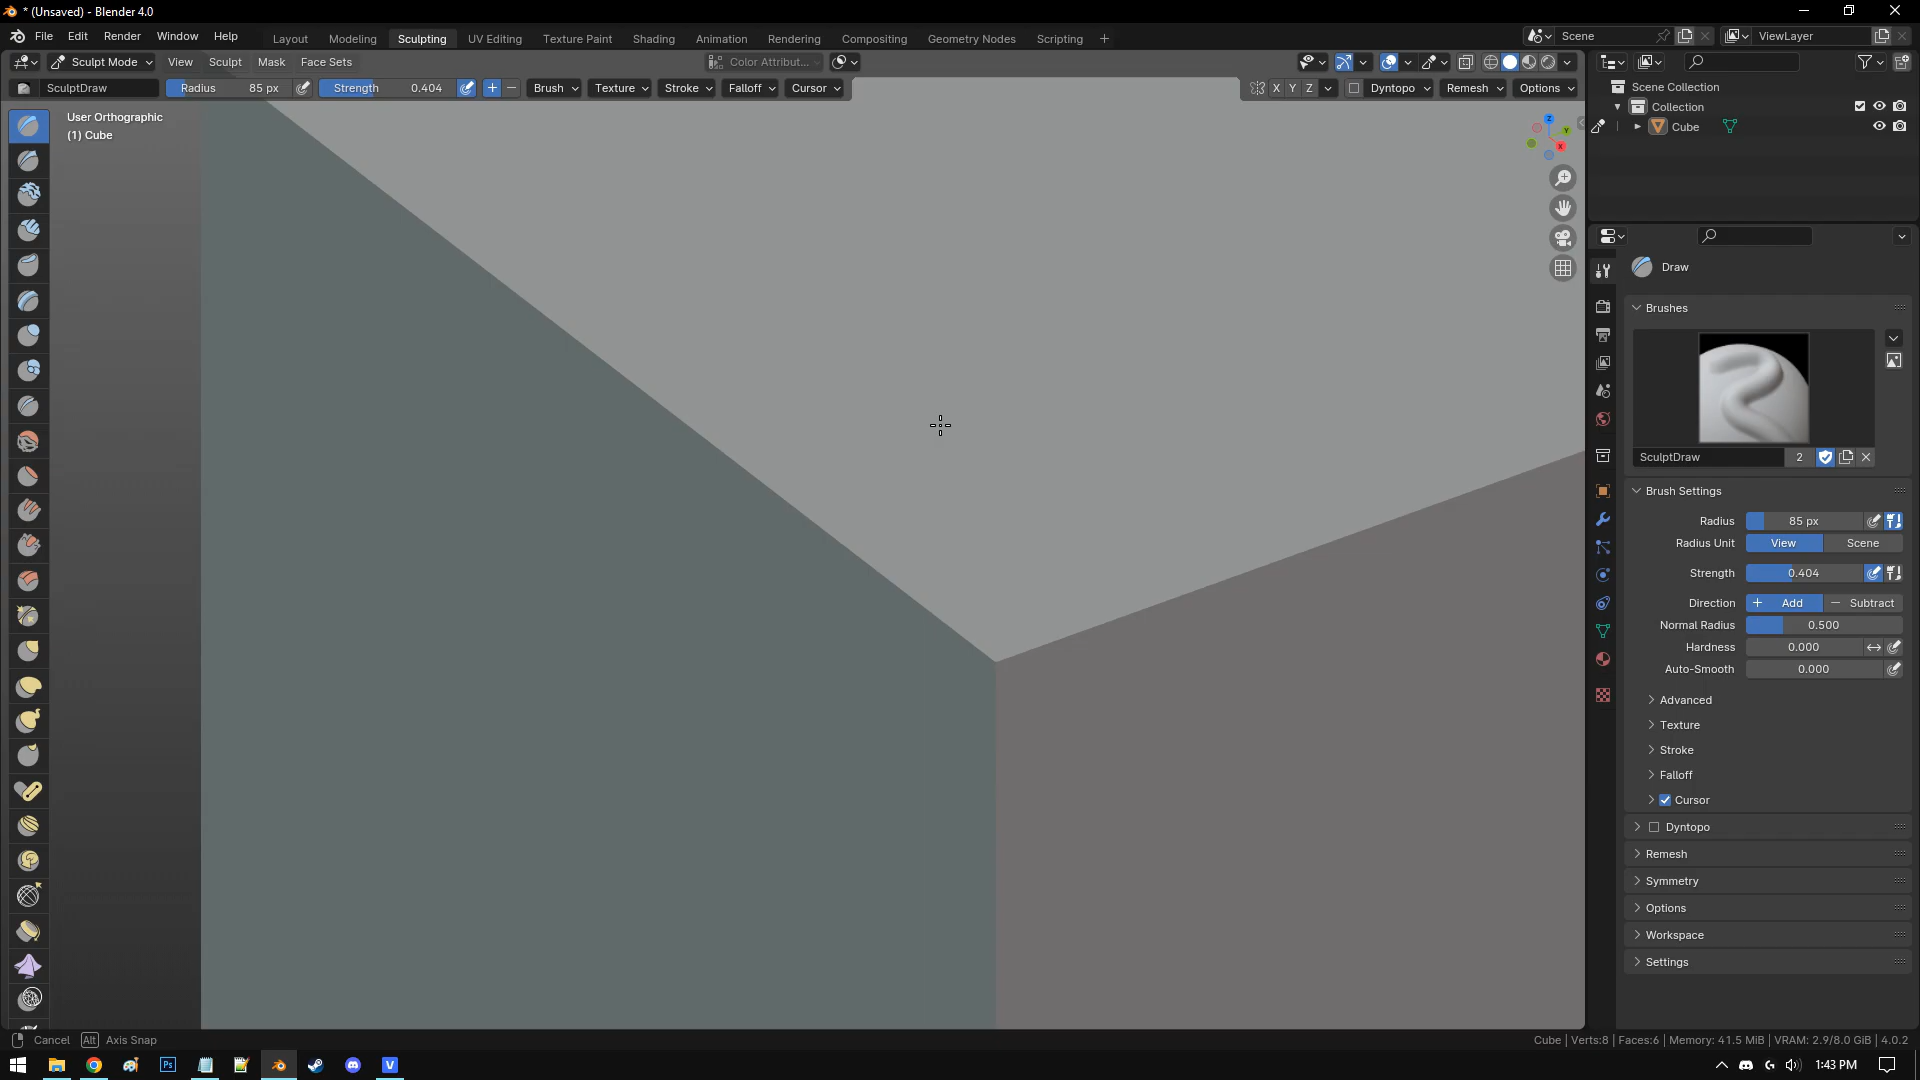 * (Unsaved) - Blender 4.0
File Edit Render Window Help Layout Modeling Sculpting UV Editing Texture Paint Shading Animation Rendering Compositing Geometry Nodes Scripting + Scene ViewLayer
Sculpt Mode View Sculpt Mask Face Sets Color Attribut...
SculptDraw Radius 85 px Strength 0.404 Brush Texture Stroke Falloff Cursor X Y Z Dyntopo Remesh Options
User Orthographic
(1) Cube
Z
Y
X
Scene Collection
Collection
Cube
Draw
Brushes
SculptDraw 2
Brush Settings
Radius 85 px
Radius Unit View Scene
Strength 0.404
Direction + Add − Subtract
Normal Radius 0.500
Hardness 0.000
Auto-Smooth 0.000
Advanced
Texture
Stroke
Falloff
Cursor
Dyntopo
Remesh
Symmetry
Options
Workspace
Settings
Cancel Alt Axis Snap Cube | Verts:8 | Faces:6 | Memory: 41.5 MiB | VRAM: 2.9/8.0 GiB | 4.0.2
Ps V 1:43 PM